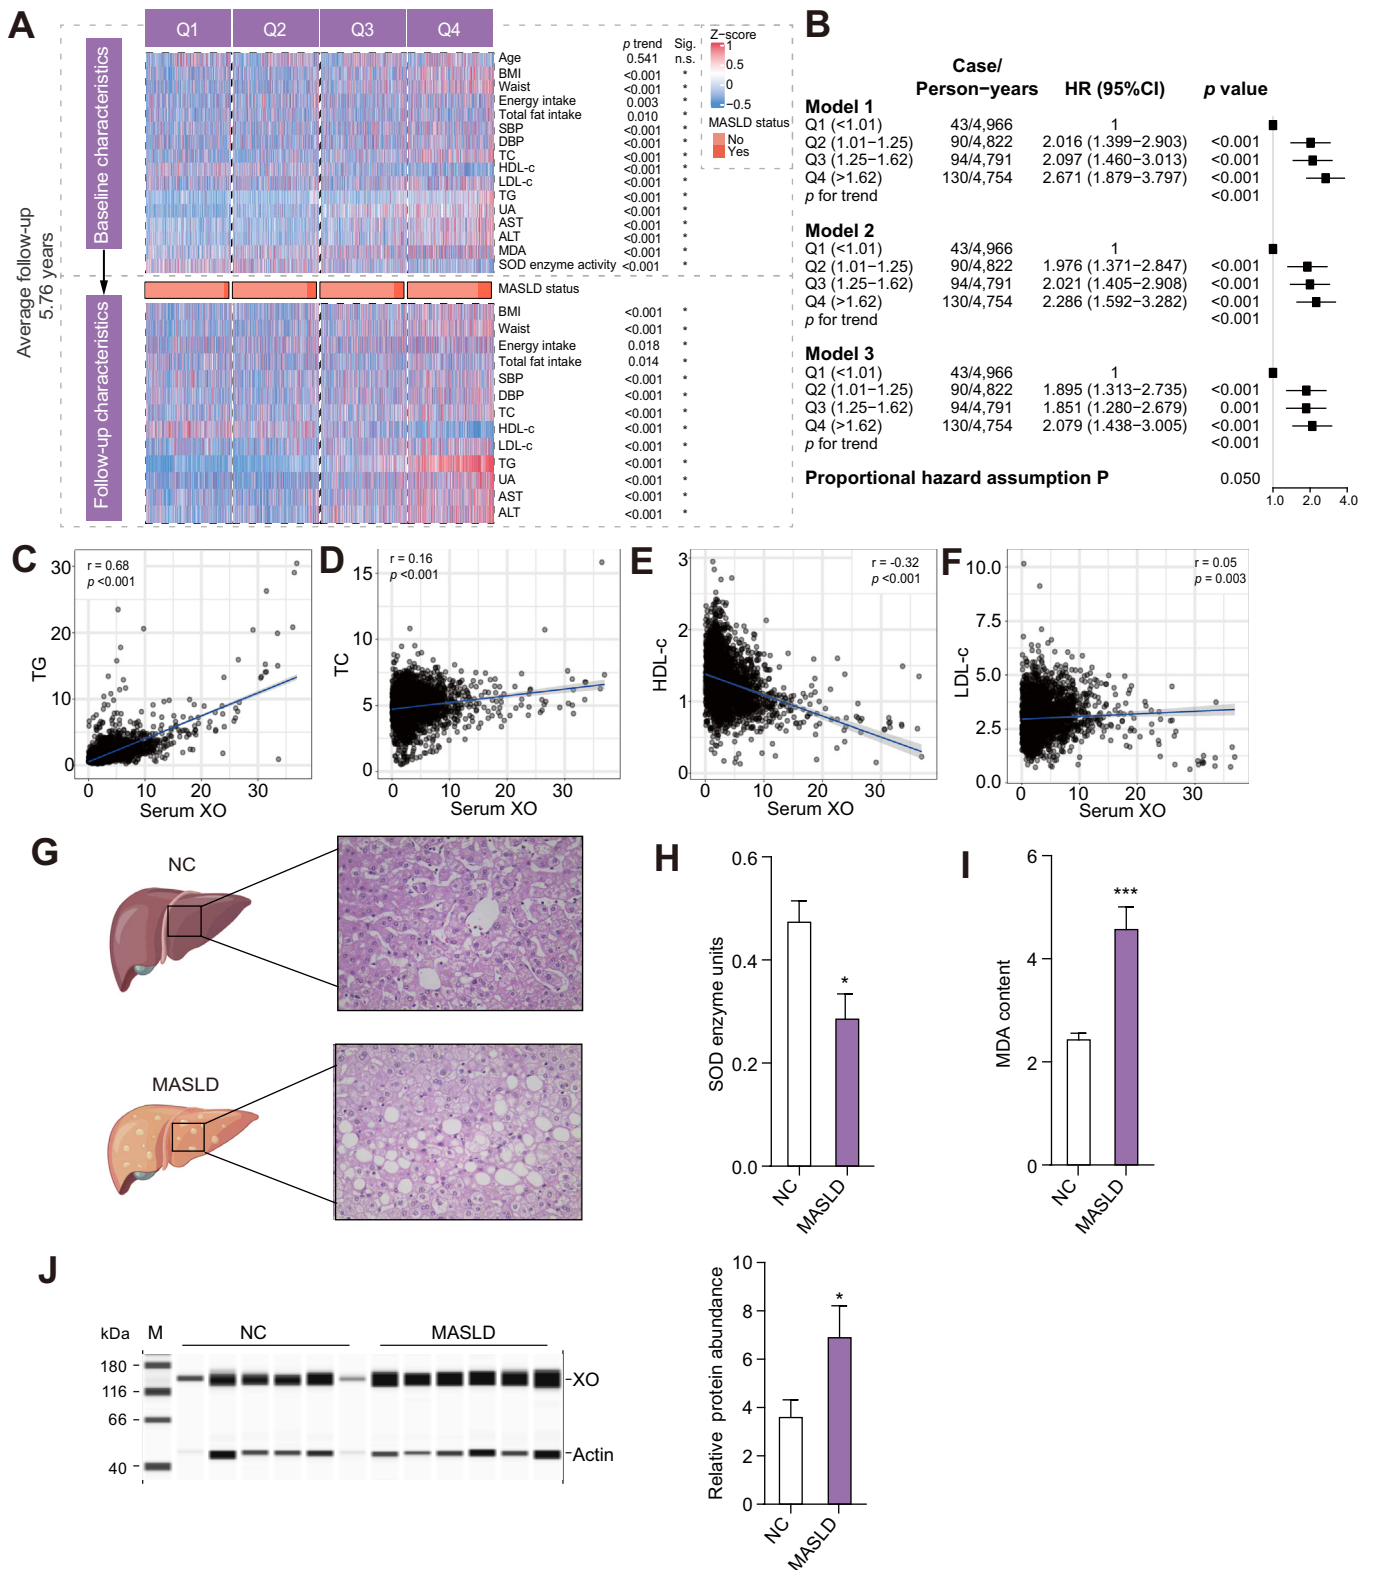 A
Q1 Q2 Q3 Q4
Baseline characteristics
Average follow-up
5.76 years
Follow-up characteristics
p trend Sig.
Age 0.541 n.s.
BMI <0.001 *
Waist <0.001 *
Energy intake 0.003 *
Total fat intake 0.010 *
SBP <0.001 *
DBP <0.001 *
TC <0.001 *
HDL-c <0.001 *
LDL-c <0.001 *
TG <0.001 *
UA <0.001 *
AST <0.001 *
ALT <0.001 *
MDA <0.001 *
SOD enzyme activity <0.001 *
MASLD status
BMI <0.001 *
Waist <0.001 *
Energy intake 0.018 *
Total fat intake 0.014 *
SBP <0.001 *
DBP <0.001 *
TC <0.001 *
HDL-c <0.001 *
LDL-c <0.001 *
TG <0.001 *
UA <0.001 *
AST <0.001 *
ALT <0.001 *
Z−score
1
0.5
0
−0.5
MASLD status
No
Yes
B
Case/
Person−years HR (95%CI) p value
Model 1
Q1 (<1.01) 43/4,966 1
Q2 (1.01−1.25) 90/4,822 2.016 (1.399−2.903) <0.001
Q3 (1.25−1.62) 94/4,791 2.097 (1.460−3.013) <0.001
Q4 (>1.62) 130/4,754 2.671 (1.879−3.797) <0.001
p for trend <0.001
Model 2
Q1 (<1.01) 43/4,966 1
Q2 (1.01−1.25) 90/4,822 1.976 (1.371−2.847) <0.001
Q3 (1.25−1.62) 94/4,791 2.021 (1.405−2.908) <0.001
Q4 (>1.62) 130/4,754 2.286 (1.592−3.282) <0.001
p for trend <0.001
Model 3
Q1 (<1.01) 43/4,966 1
Q2 (1.01−1.25) 90/4,822 1.895 (1.313−2.735) <0.001
Q3 (1.25−1.62) 94/4,791 1.851 (1.280−2.679) 0.001
Q4 (>1.62) 130/4,754 2.079 (1.438−3.005) <0.001
p for trend <0.001
Proportional hazard assumption P 0.050
1.0 2.0 4.0
C
r = 0.68
p <0.001
TG
30
20
10
0
0 10 20 30
Serum XO
D
r = 0.16
p <0.001
TC
15
10
5
0
0 10 20 30
Serum XO
E
r = -0.32
p <0.001
HDL-c
3
2
1
0
0 10 20 30
Serum XO
F
r = 0.05
p = 0.003
LDL-c
10.0
7.5
5.0
2.5
0.0
0 10 20 30
Serum XO
G
NC
MASLD
H
SOD enzyme units
0.6
0.4
0.2
0.0
*
NC MASLD
I
MDA content
6
4
2
0
***
NC MASLD
J
kDa M NC MASLD
180
116
66
40
XO
Actin
Relative protein abundance
10
8
6
4
2
0
*
NC MASLD